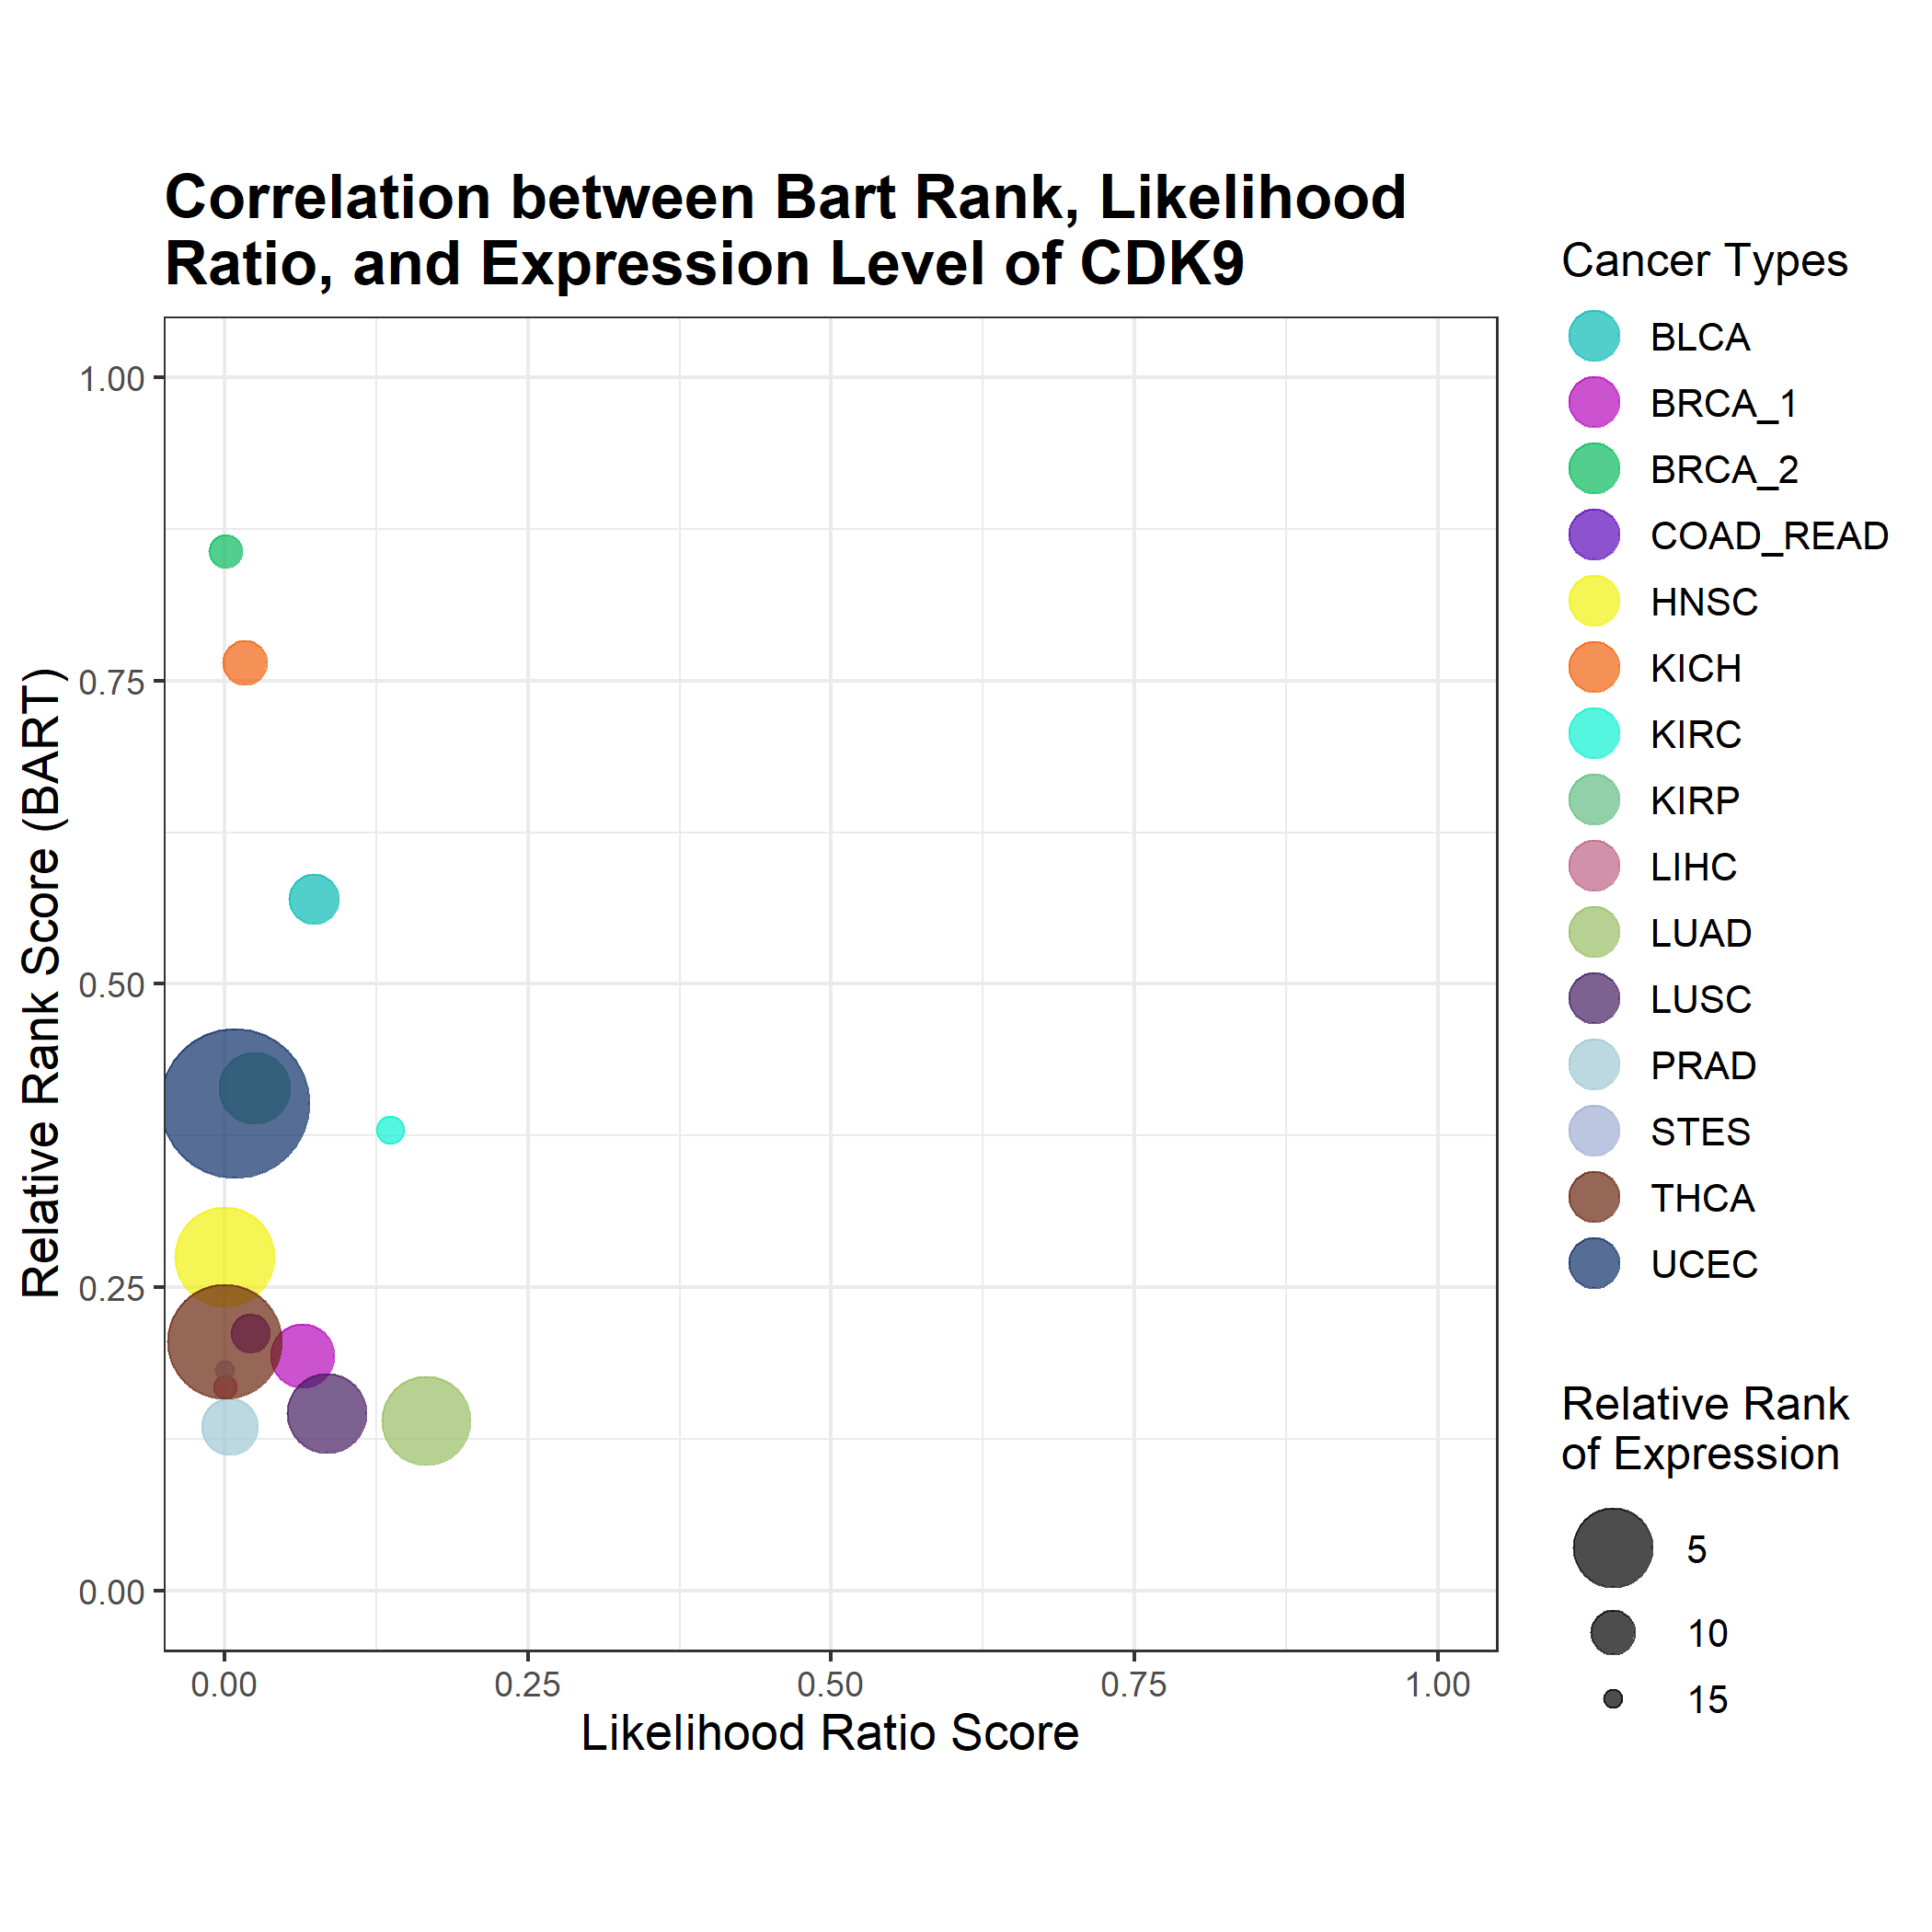 Correlation between Bart Rank, Likelihood
Ratio, and Expression Level of CDK9
Relative Rank Score (BART)
1.00
0.75
0.50
0.25
0.00
0.00
0.25
0.50
0.75
1.00
Likelihood Ratio Score
Cancer Types
BLCA
BRCA_1
BRCA_2
COAD_READ
HNSC
KICH
KIRC
KIRP
LIHC
LUAD
LUSC
PRAD
STES
THCA
UCEC
Relative Rank
of Expression
5
10
15